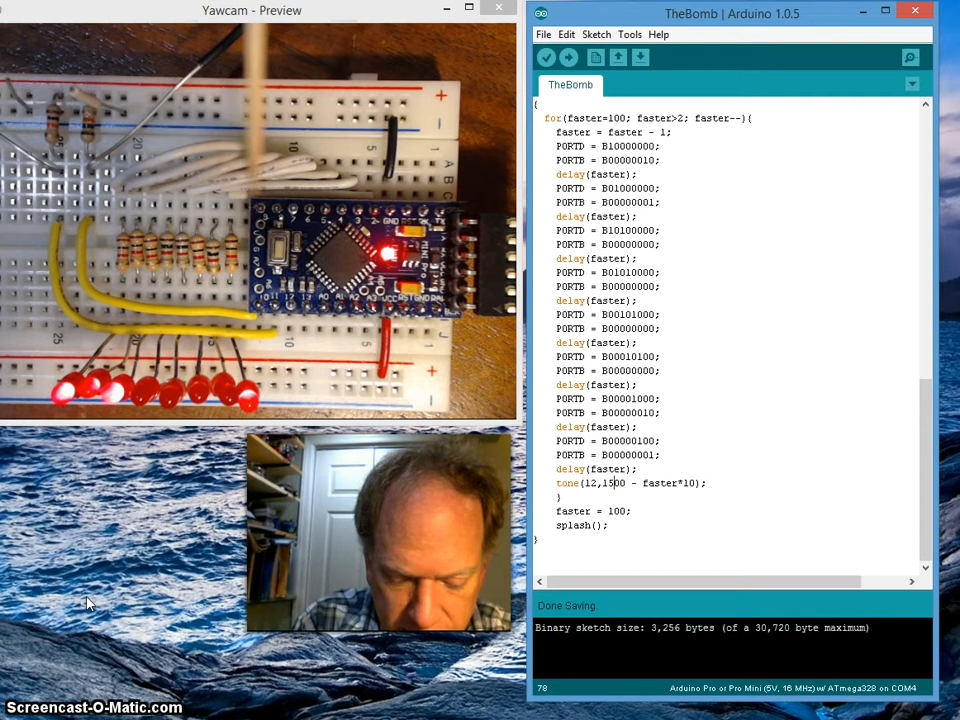 Yawcam - Preview
TheBomb | Arduino 1.0.5
File Edit Sketch Tools Help
TheBomb
{
for(faster=100; faster>2; faster--){
faster = faster - 1;
PORTD = B10000000;
PORTB = B00000010;
delay(faster);
PORTD = B01000000;
PORTB = B00000001;
delay(faster);
PORTD = B10100000;
PORTB = B00000000;
delay(faster);
PORTD = B01010000;
PORTB = B00000000;
delay(faster);
PORTD = B00101000;
PORTB = B00000000;
delay(faster);
PORTD = B00010100;
PORTB = B00000000;
delay(faster);
PORTD = B00001000;
PORTB = B00000010;
delay(faster);
PORTD = B00000100;
PORTB = B00000001;
delay(faster);
tone(12,1500 - faster*10);
}
faster = 100;
splash();
}
Done Saving.
Binary sketch size: 3,256 bytes (of a 30,720 byte maximum)
78
Arduino Pro or Pro Mini (5V, 16 MHz) w/ ATmega328 on COM4
Screencast-O-Matic.com